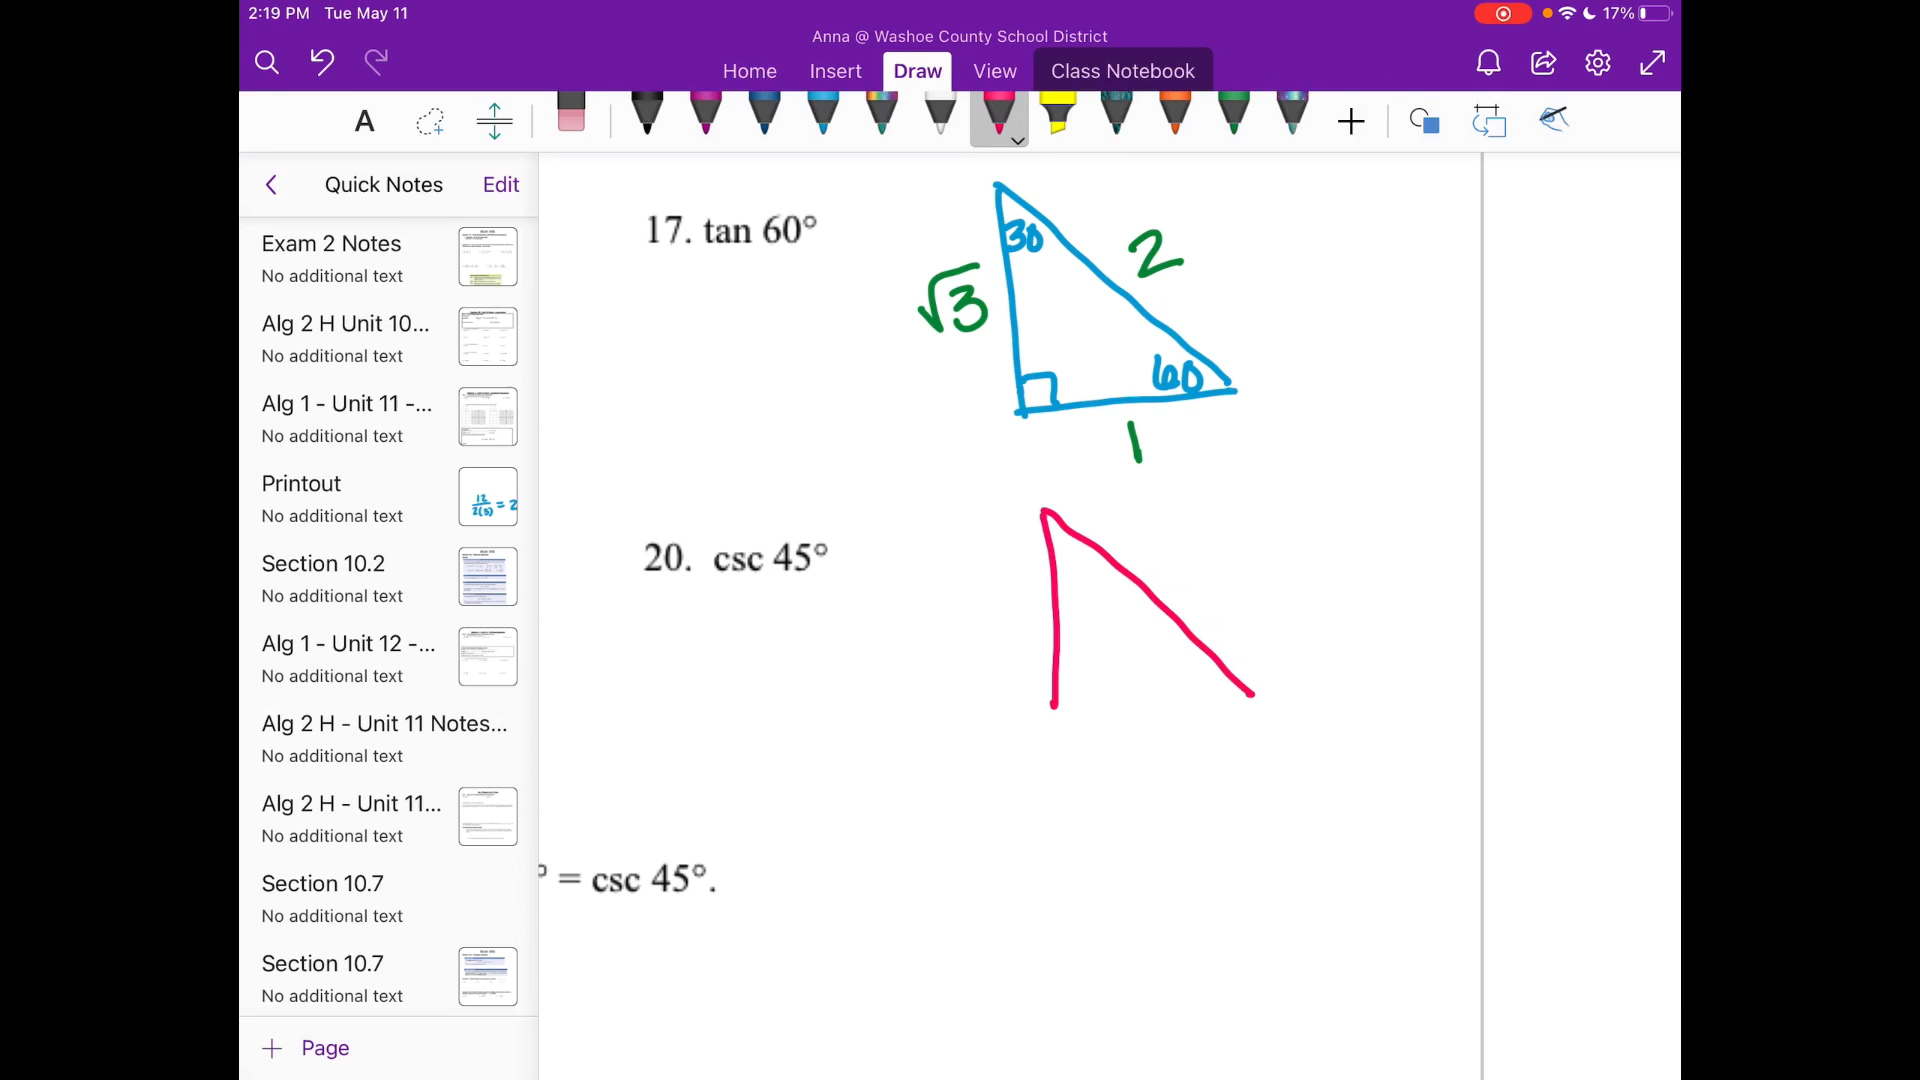 2:19 PM Tue May 11
17%
Anna @ Washoe County School District
Home Insert Draw View Class Notebook
A
Quick Notes Edit
Exam 2 Notes
No additional text
Alg 2 H Unit 10...
No additional text
Alg 1 - Unit 11 -...
No additional text
Printout
No additional text
12/2(3) = 2
Section 10.2
No additional text
Alg 1 - Unit 12 -...
No additional text
Alg 2 H - Unit 11 Notes...
No additional text
Alg 2 H - Unit 11...
No additional text
Section 10.7
No additional text
Section 10.7
No additional text
+ Page
17. tan 60°
30
2
√3
60
1
20. csc 45°
° = csc 45°.